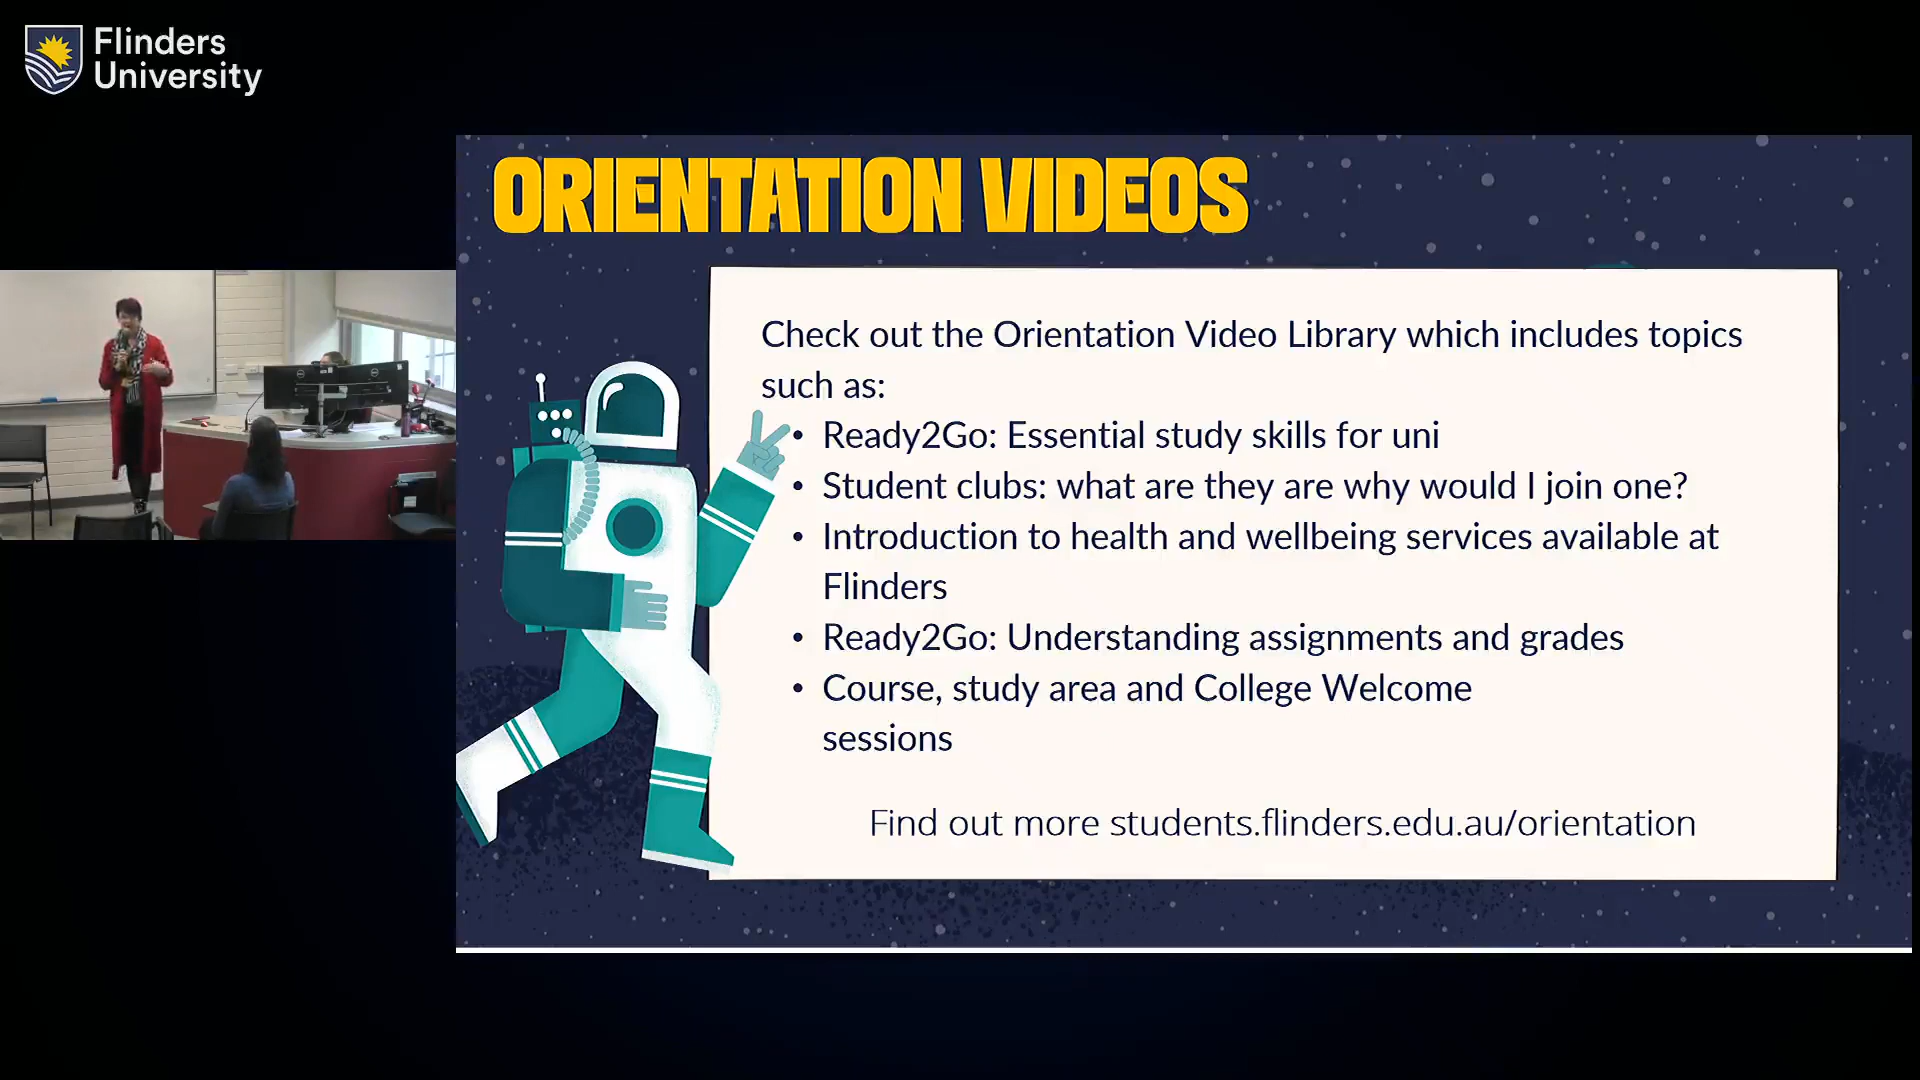 Flinders
University
ORIENTATION VIDEOS
Check out the Orientation Video Library which includes topics
such as:
• Ready2Go: Essential study skills for uni
• Student clubs: what are they are why would I join one?
• Introduction to health and wellbeing services available at
Flinders
• Ready2Go: Understanding assignments and grades
• Course, study area and College Welcome
sessions
Find out more students.flinders.edu.au/orientation